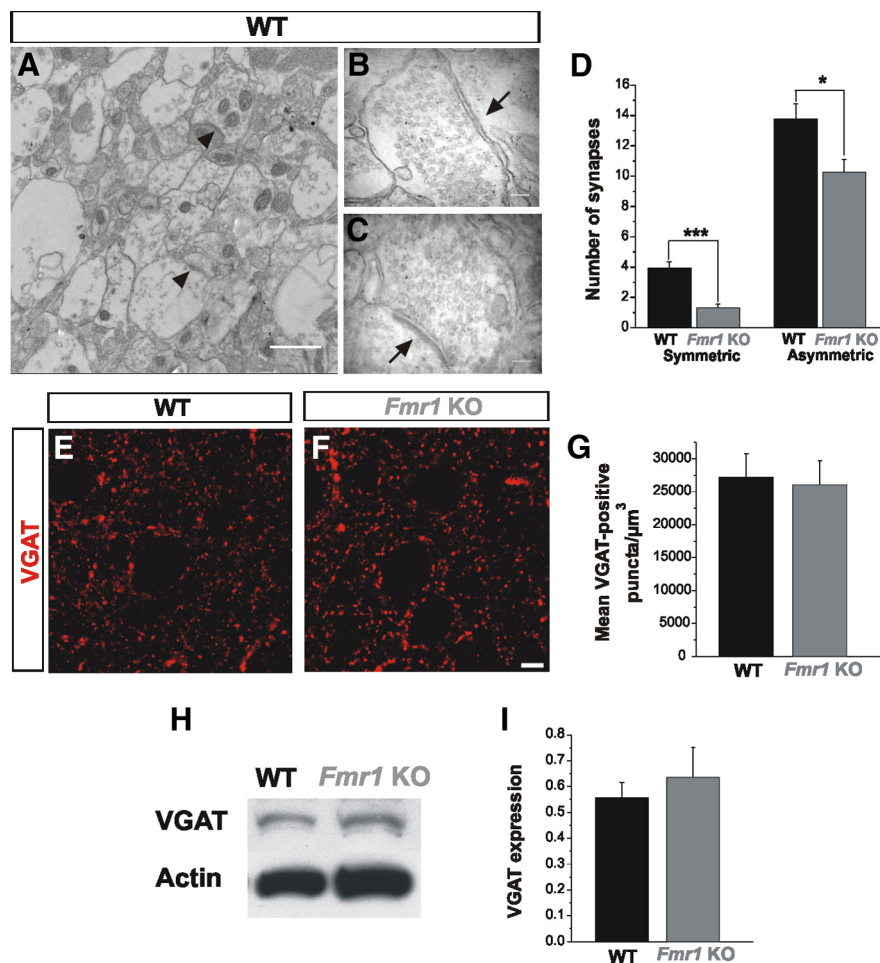 WT
A
B
C
D
Number of synapses
16
14
12
10
8
6
4
2
0
***
*
WT Fmr1 KO WT Fmr1 KO
Symmetric Asymmetric
WT
Fmr1 KO
VGAT
E
F
G
Mean VGAT-positive
puncta/μm³
30000
25000
20000
15000
10000
5000
0
WT Fmr1 KO
H
WT Fmr1 KO
VGAT
Actin
I
VGAT expression
0.8
0.7
0.6
0.5
0.4
0.3
0.2
0.1
0.0
WT Fmr1 KO